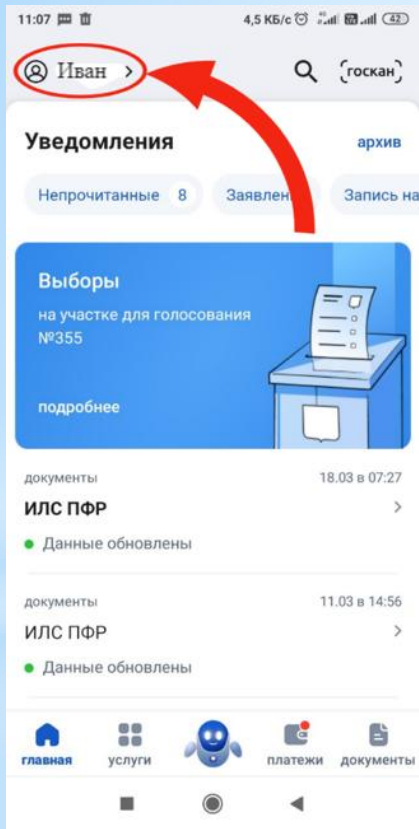 11:07 4,5 КБ/с 42
Иван > (госкан)
Уведомления архив
Непрочитанные 8 Заявлен Запись на
Выборы
на участке для голосования
№355
подробнее
документы 18.03 в 07:27
ИЛС ПФР
Данные обновлены
документы 11.03 в 14:56
ИЛС ПФР
Данные обновлены
главная услуги платежи документы